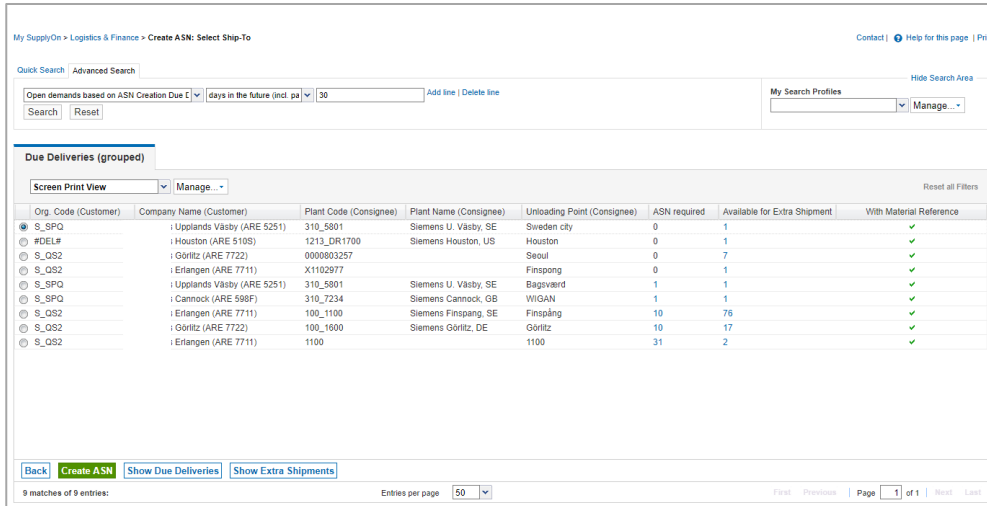 My SupplyOn > Logistics & Finance > Create ASN: Select Ship-To
Contact | ? Help for this page | Pri
Quick Search Advanced Search
Hide Search Area
Open demands based on ASN Creation Due D days in the future (incl. pa 30 Add line | Delete line
My Search Profiles
Manage...
Search Reset
Due Deliveries (grouped)
Screen Print View Manage... Reset all Filters
Org. Code (Customer) Company Name (Customer) Plant Code (Consignee) Plant Name (Consignee) Unloading Point (Consignee) ASN required Available for Extra Shipment With Material Reference
S_SPQ s Upplands Väsby (ARE 5251) 310_5801 Siemens U. Väsby, SE Sweden city 0 1
#DEL# s Houston (ARE 510S) 1213_DR1700 Siemens Houston, US Houston 0 1
S_QS2 s Görlitz (ARE 7722) 0000803257 Seoul 0 7
S_QS2 s Erlangen (ARE 7711) X1102977 Finspong 0 1
S_SPQ s Upplands Väsby (ARE 5251) 310_5801 Siemens U. Väsby, SE Bagsværd 1 1
S_SPQ s Cannock (ARE 598F) 310_7234 Siemens Cannock, GB WIGAN 1 1
S_QS2 s Erlangen (ARE 7711) 100_1100 Siemens Finspang, SE Finspång 10 76
S_QS2 s Görlitz (ARE 7722) 100_1600 Siemens Görlitz, DE Görlitz 10 17
S_QS2 s Erlangen (ARE 7711) 1100 1100 31 2
Back Create ASN Show Due Deliveries Show Extra Shipments
9 matches of 9 entries: Entries per page 50 First Previous | Page 1 of 1 | Next Last